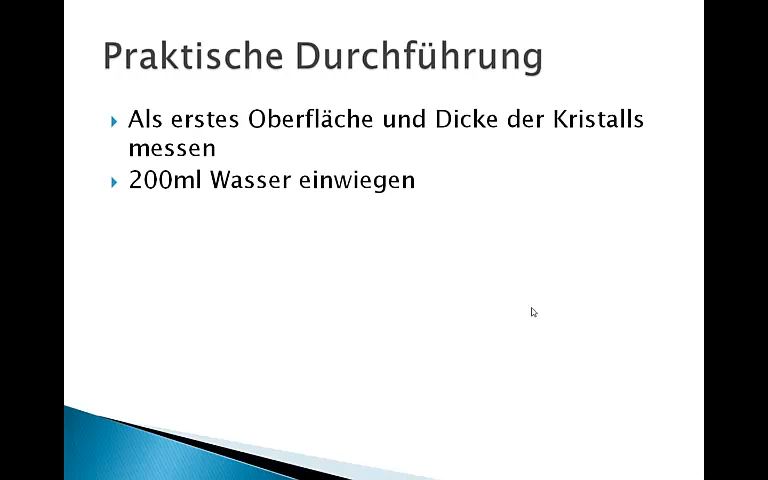 Praktische Durchführung
Als erstes Oberfläche und Dicke der Kristalls
messen
200ml Wasser einwiegen